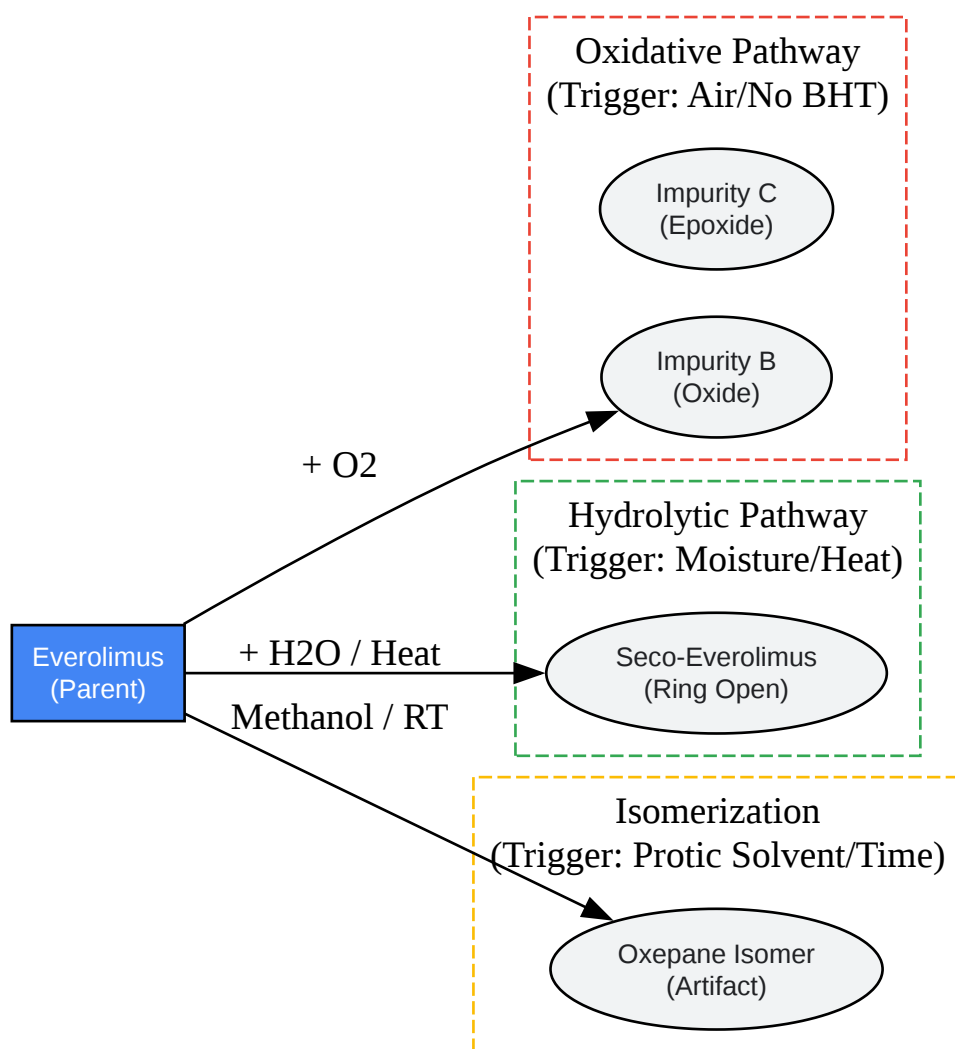 Oxidative Pathway
(Trigger: Air/No BHT)
Impurity C
(Epoxide)
Impurity B
(Oxide)
+ O2
Hydrolytic Pathway
(Trigger: Moisture/Heat)
Everolimus
(Parent)
+ H2O / Heat
Seco-Everolimus
(Ring Open)
Methanol / RT
Isomerization
(Trigger: Protic Solvent/Time)
Oxepane Isomer
(Artifact)